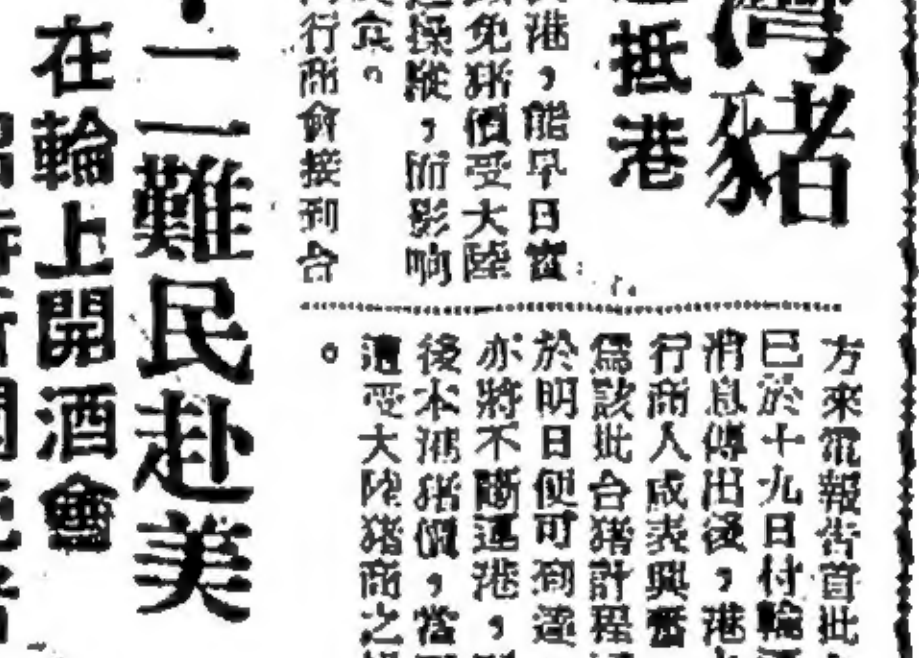 灣豬
抵港
港，能早日實
免豬價受大陸
操縱，所影响
食。
行商會接到台
方來電報告首批
已於十九日付輪
消息傳出後，港
行商人咸表興奮
爲該批台豬計程
於明日便可到達
亦將不斷運港，
後本港豬價，當
遭受大陸豬商之
。
二難民赴美
在輪上開酒會